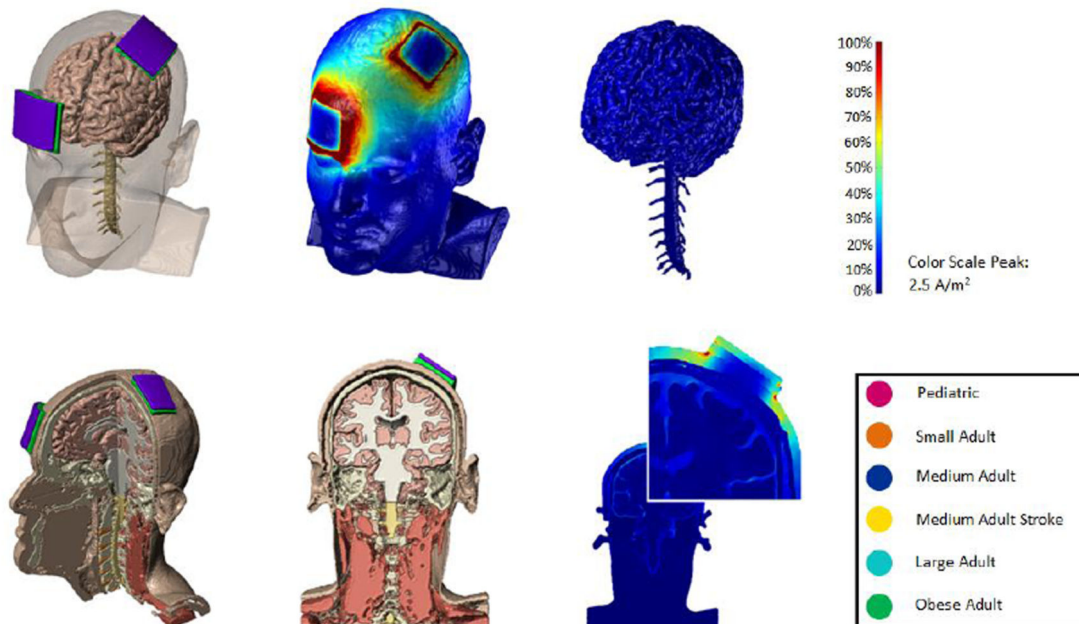 100%
90%
80%
70%
60%
50%
40%
30%
20%
10%
0%
Color Scale Peak:
2.5 A/m²
Pediatric
Small Adult
Medium Adult
Medium Adult Stroke
Large Adult
Obese Adult